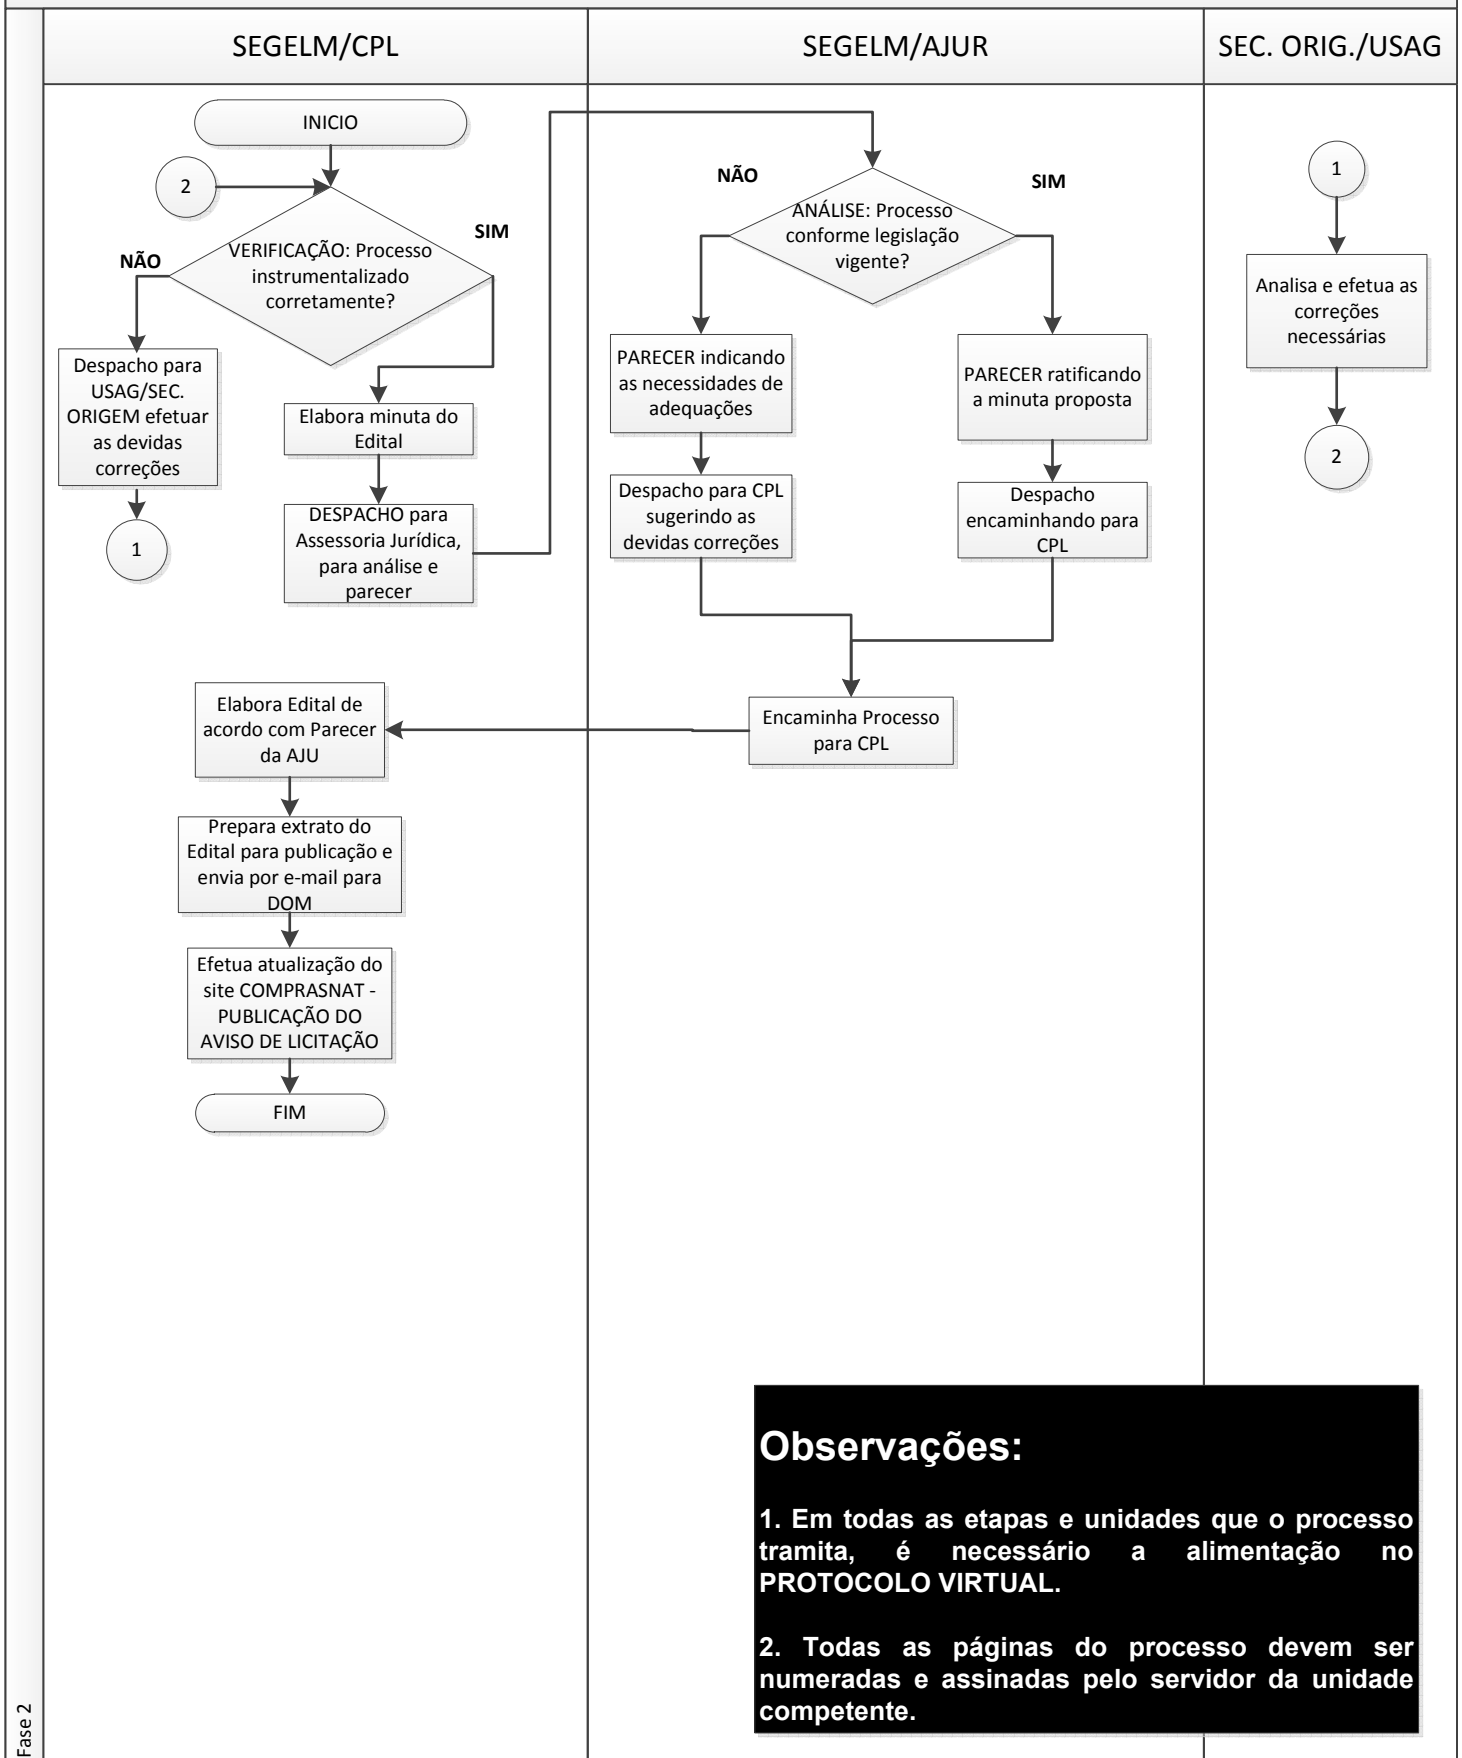 SEGELM/CPL
SEGELM/AJUR
SEC. ORIG./USAG
INICIO
2
VERIFICAÇÃO: Processo
instrumentalizado
corretamente?
NÃO
SIM
Despacho para
USAG/SEC.
ORIGEM efetuar
as devidas
correções
1
Elabora minuta do
Edital
DESPACHO para
Assessoria Jurídica,
para análise e
parecer
NÃO
SIM
ANÁLISE: Processo
conforme legislação
vigente?
PARECER indicando
as necessidades de
adequações
Despacho para CPL
sugerindo as
devidas correções
PARECER ratificando
a minuta proposta
Despacho
encaminhando para
CPL
Encaminha Processo
para CPL
1
Analisa e efetua as
correções
necessárias
2
Elabora Edital de
acordo com Parecer
da AJU
Prepara extrato do
Edital para publicação e
envia por e-mail para
DOM
Efetua atualização do
site COMPRASNAT -
PUBLICAÇÃO DO
AVISO DE LICITAÇÃO
FIM
Observações:
1. Em todas as etapas e unidades que o processo
tramita, é necessário a alimentação no
PROTOCOLO VIRTUAL.
2. Todas as páginas do processo devem ser
numeradas e assinadas pelo servidor da unidade
competente.
Fase 2